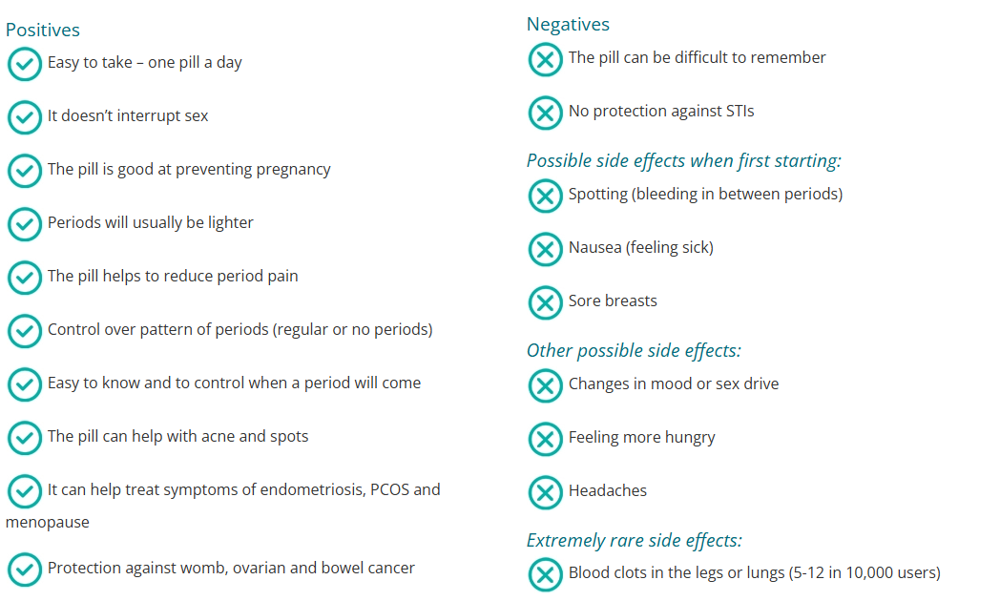 Positives
Easy to take – one pill a day
It doesn’t interrupt sex
The pill is good at preventing pregnancy
Periods will usually be lighter
The pill helps to reduce period pain
Control over pattern of periods (regular or no periods)
Easy to know and to control when a period will come
The pill can help with acne and spots
It can help treat symptoms of endometriosis, PCOS and
menopause
Protection against womb, ovarian and bowel cancer
Negatives
The pill can be difficult to remember
No protection against STIs
Possible side effects when first starting:
Spotting (bleeding in between periods)
Nausea (feeling sick)
Sore breasts
Other possible side effects:
Changes in mood or sex drive
Feeling more hungry
Headaches
Extremely rare side effects:
Blood clots in the legs or lungs (5-12 in 10,000 users)